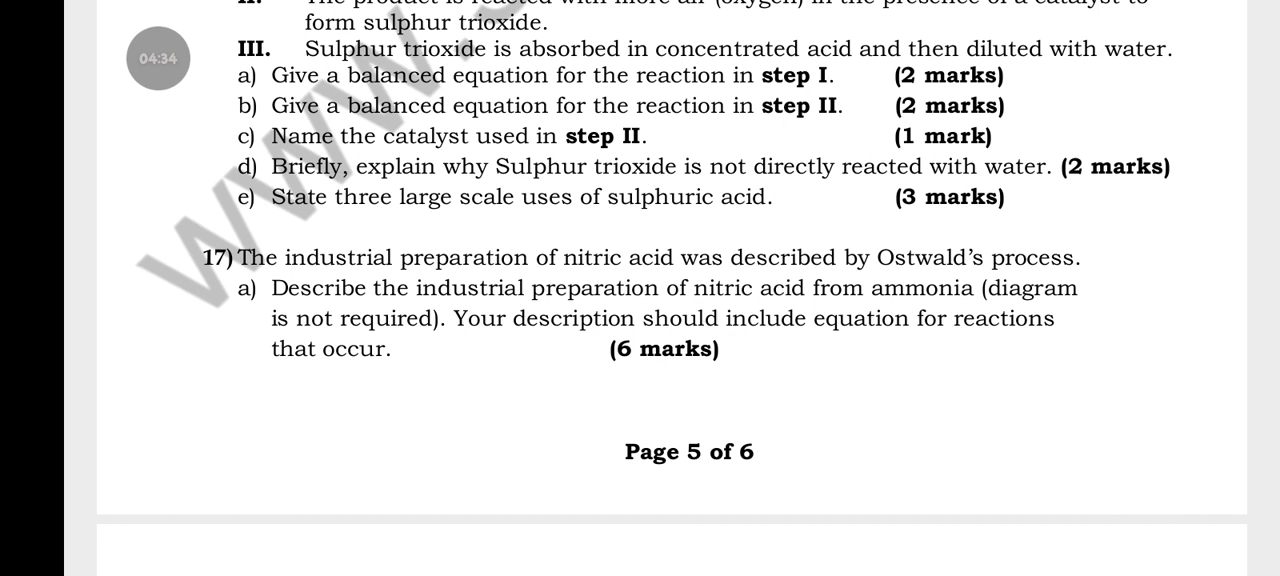 form sulphur trioxide.
04:34
III. Sulphur trioxide is absorbed in concentrated acid and then diluted with water.
a) Give a balanced equation for the reaction in step I. (2 marks)
b) Give a balanced equation for the reaction in step II. (2 marks)
c) Name the catalyst used in step II. (1 mark)
d) Briefly, explain why Sulphur trioxide is not directly reacted with water. (2 marks)
e) State three large scale uses of sulphuric acid. (3 marks)
www.
17) The industrial preparation of nitric acid was described by Ostwald’s process.
a) Describe the industrial preparation of nitric acid from ammonia (diagram
is not required). Your description should include equation for reactions
that occur. (6 marks)
Page 5 of 6